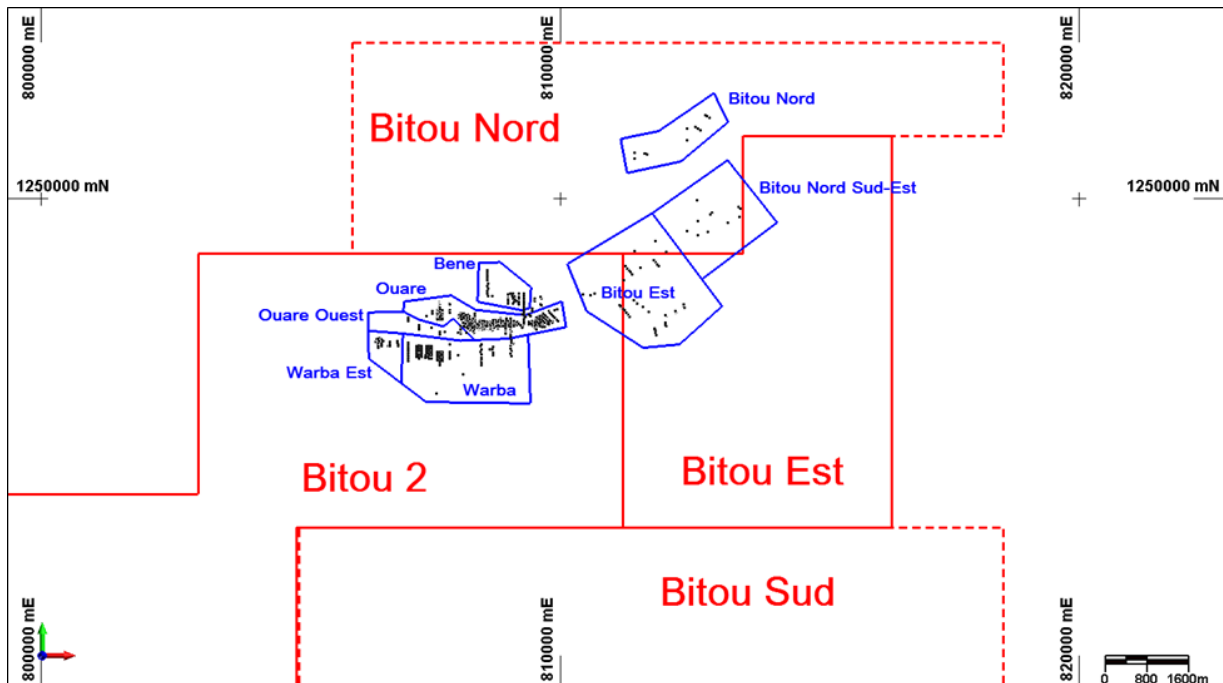 800000 mE
810000 mE
820000 mE
Bitou Nord
Bitou Nord
1250000 mN
Bitou Nord Sud-Est
1250000 mN
Bene
Ouare
Bitou Est
Ouare Ouest
Warba Est
Warba
Bitou 2
Bitou Est
Bitou Sud
800000 mE
810000 mE
820000 mE
0 800 1600m